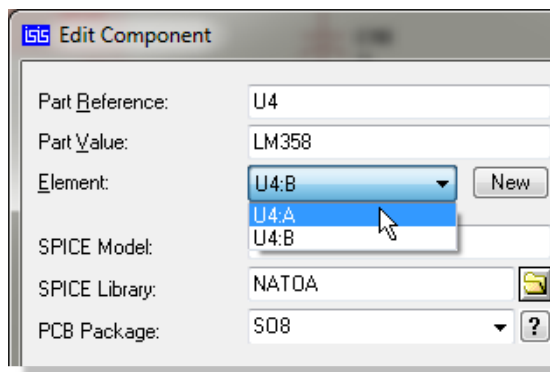 isis Edit Component
Part Reference: U4
Part Value: LM358
Element: U4:B New
U4:A
U4:B
SPICE Model:
SPICE Library: NATOA
PCB Package: SO8 ?